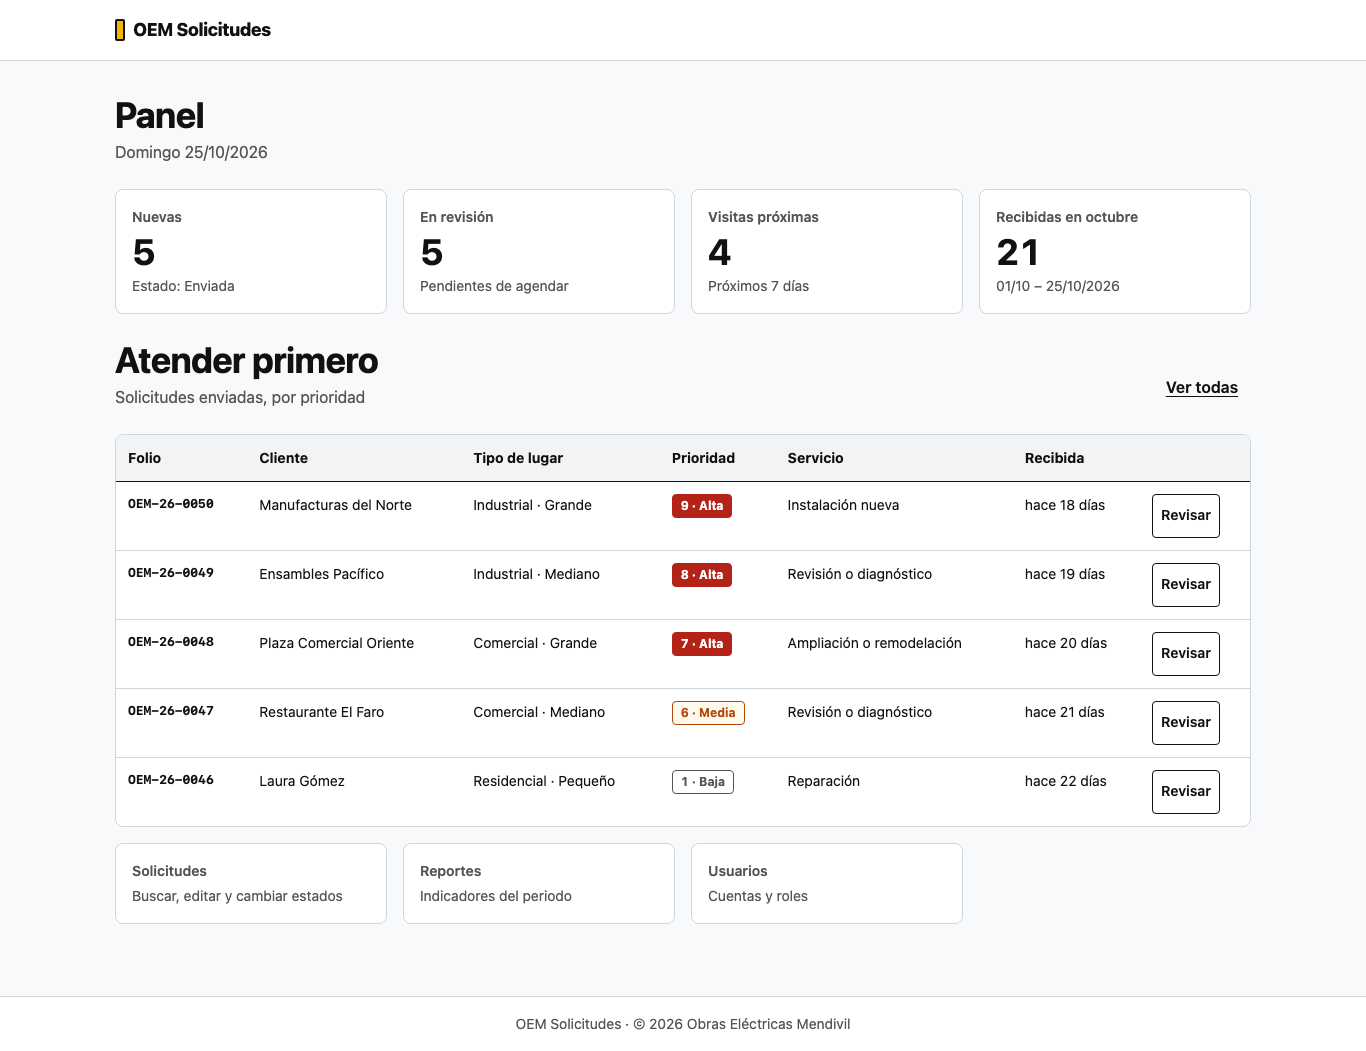 OEM Solicitudes
Panel
Domingo 25/10/2026
Nuevas
5
Estado: Enviada
En revisión
5
Pendientes de agendar
Visitas próximas
4
Próximos 7 días
Recibidas en octubre
21
01/10 – 25/10/2026
Atender primero
Solicitudes enviadas, por prioridad
Ver todas
Folio Cliente Tipo de lugar Prioridad Servicio Recibida
OEM-26-0050 Manufacturas del Norte Industrial · Grande 9 · Alta Instalación nueva hace 18 días Revisar
OEM-26-0049 Ensambles Pacífico Industrial · Mediano 8 · Alta Revisión o diagnóstico hace 19 días Revisar
OEM-26-0048 Plaza Comercial Oriente Comercial · Grande 7 · Alta Ampliación o remodelación hace 20 días Revisar
OEM-26-0047 Restaurante El Faro Comercial · Mediano 6 · Media Revisión o diagnóstico hace 21 días Revisar
OEM-26-0046 Laura Gómez Residencial · Pequeño 1 · Baja Reparación hace 22 días Revisar
Solicitudes
Buscar, editar y cambiar estados
Reportes
Indicadores del periodo
Usuarios
Cuentas y roles
OEM Solicitudes · © 2026 Obras Eléctricas Mendivil